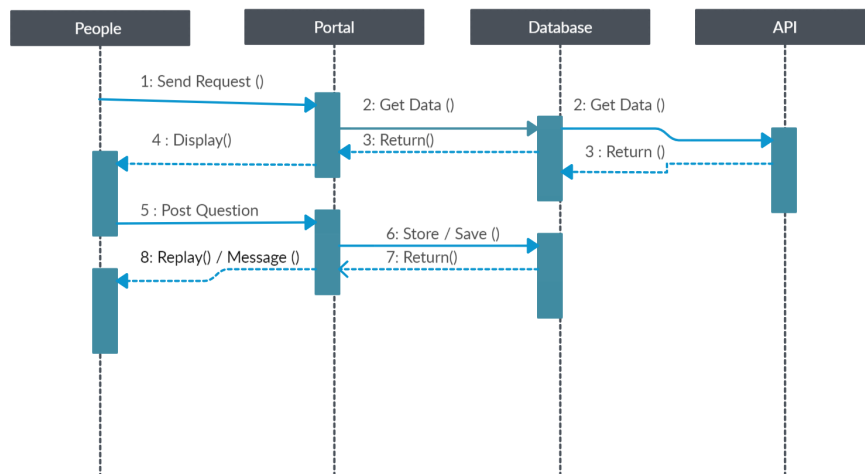 People
Portal
Database
API
1: Send Request ()
2: Get Data ()
2: Get Data ()
4 : Display()
3: Return()
3 : Return ()
5 : Post Question
6: Store / Save ()
8: Replay() / Message ()
7: Return()